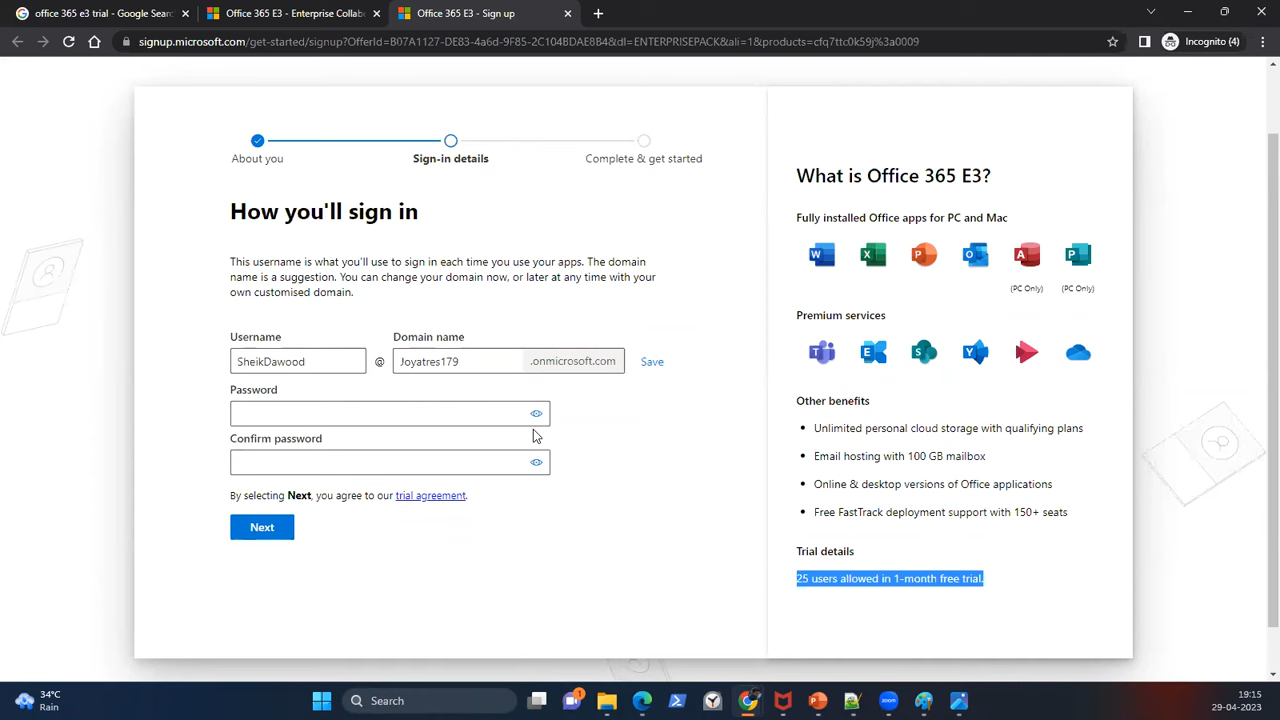 office 365 e3 trial - Google Searc
Office 365 E3 - Enterprise Collab
Office 365 E3 - Sign up
signup.microsoft.com/get-started/signup?OfferId=B07A1127-DE83-4a6d-9F85-2C104BDAE8B4&dl=ENTERPRISEPACK&ali=1&products=cfq7ttc0k59j%3a0009
Incognito (4)
About you
Sign-in details
Complete & get started
How you'll sign in
This username is what you'll use to sign in each time you use your apps. The domain
name is a suggestion. You can change your domain now, or later at any time with your
own customised domain.
Username
Domain name
SheikDawood
@
Joyatres179
.onmicrosoft.com
Save
Password
Confirm password
By selecting Next, you agree to our trial agreement.
Next
What is Office 365 E3?
Fully installed Office apps for PC and Mac
W
X
P
O
A
P
(PC Only)
(PC Only)
Premium services
Other benefits
Unlimited personal cloud storage with qualifying plans
Email hosting with 100 GB mailbox
Online & desktop versions of Office applications
Free FastTrack deployment support with 150+ seats
Trial details
25 users allowed in 1-month free trial.
34°C
Rain
Search
1
zoom
19:15
29-04-2023